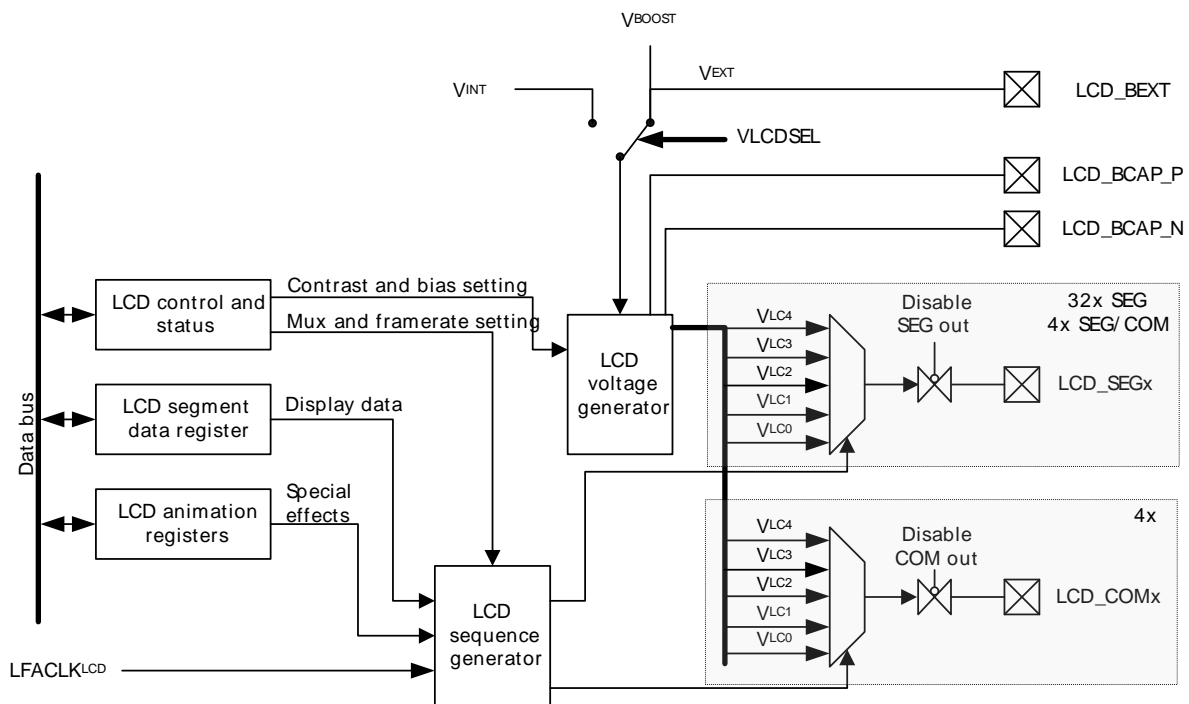 VBOOST
VEXT
VINT
LCD_BEXT
VLCDSEL
LCD_BCAP_P
LCD_BCAP_N
Data bus
LCD control and
status
Contrast and bias setting
Mux and framerate setting
LCD
voltage
generator
Disable
SEG out
32x SEG
4x SEG/COM
VLC4
VLC3
VLC2
VLC1
VLC0
LCD_SEGx
LCD segment
data register
Display data
LCD animation
registers
Special
effects
LCD
sequence
generator
LFACLKLCD
4x
Disable
COM out
VLC4
VLC3
VLC2
VLC1
VLC0
LCD_COMx